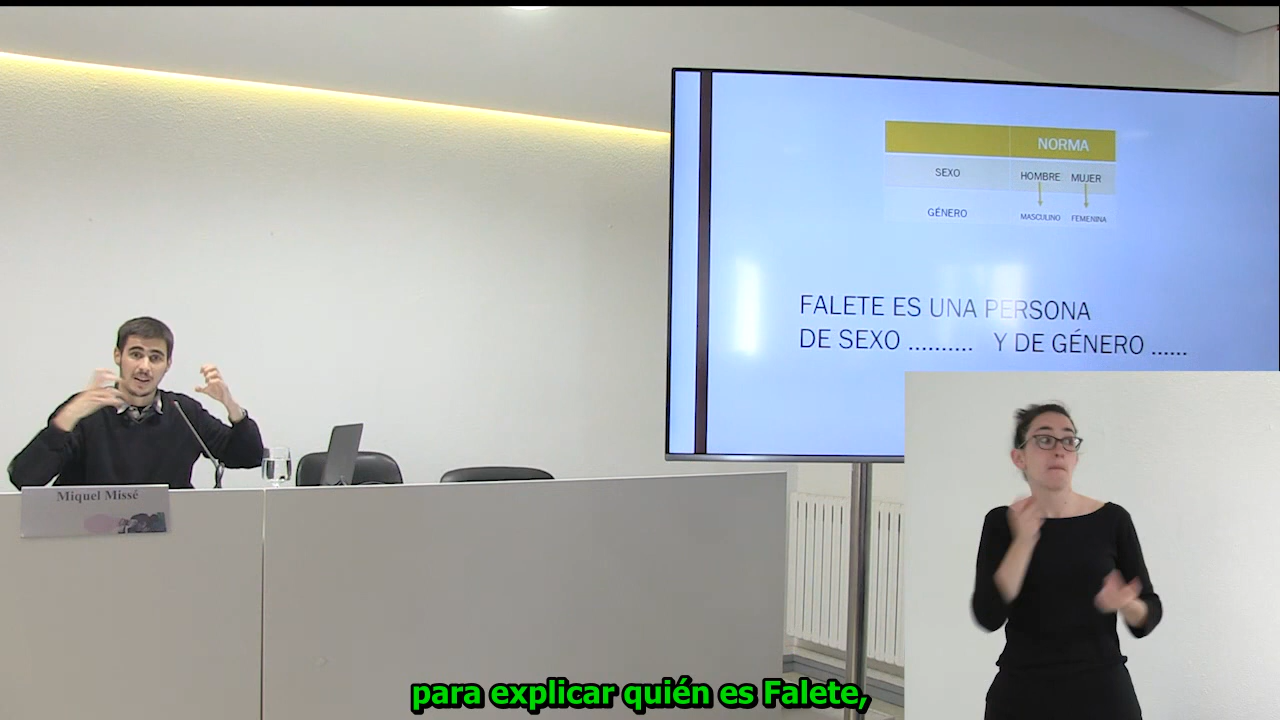 NORMA
SEXO HOMBRE MUJER
GÉNERO MASCULINO FEMENINA
FALETE ES UNA PERSONA
DE SEXO .......... Y DE GÉNERO ......
Miquel Missé
para explicar quién es Falete,